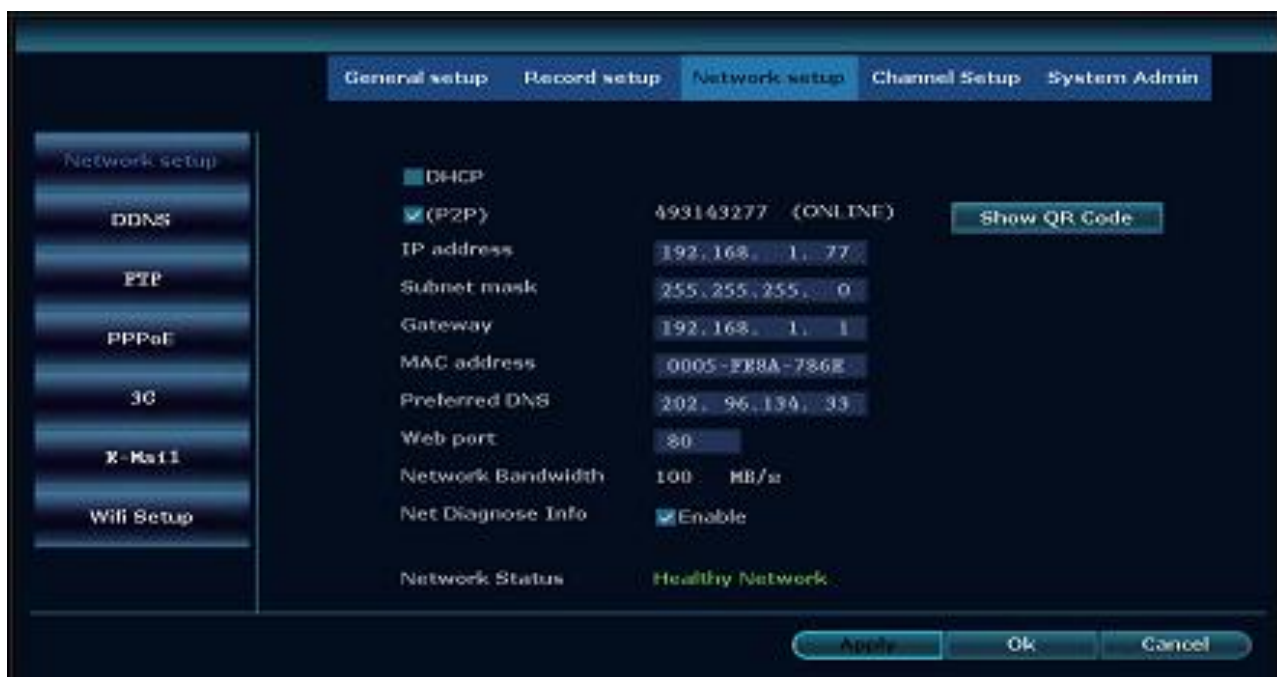 General setup Record setup Network setup Channel Setup System Admin
Network setup
DDNS
FTP
PPPoE
3G
E-Mail
Wifi Setup
DHCP
(P2P) 493143277 (ONLINE) Show QR Code
IP address 192.168. 1. 77
Subnet mask 255.255.255. 0
Gateway 192.168. 1. 1
MAC address 0005-FE8A-786E
Preferred DNS 202. 96.134. 33
Web port 80
Network Bandwidth 100 MB/s
Net Diagnose Info Enable
Network Status Healthy Network
Apply Ok Cancel